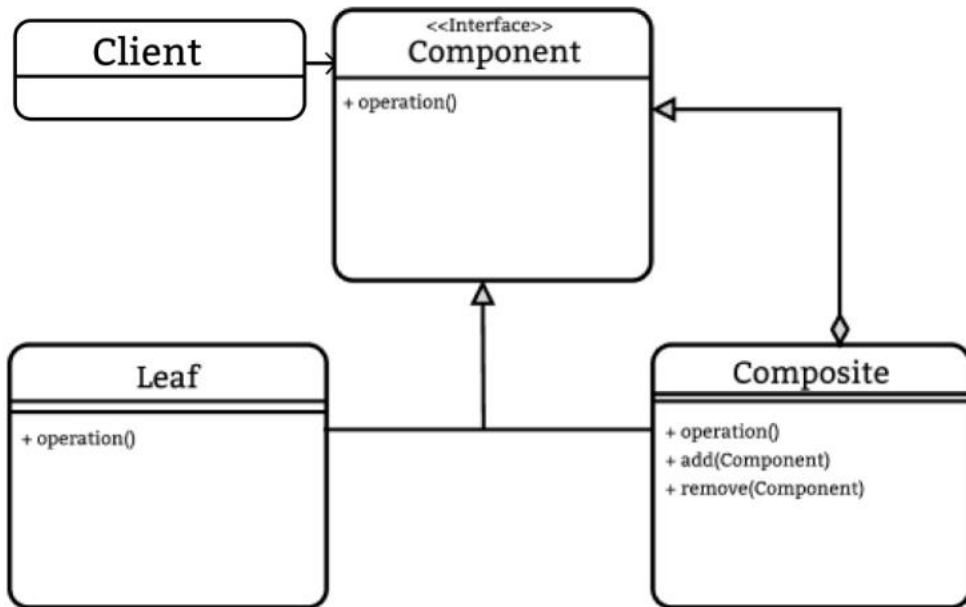 Client
<<Interface>>
Component
+ operation()
Leaf
+ operation()
Composite
+ operation()
+ add(Component)
+ remove(Component)